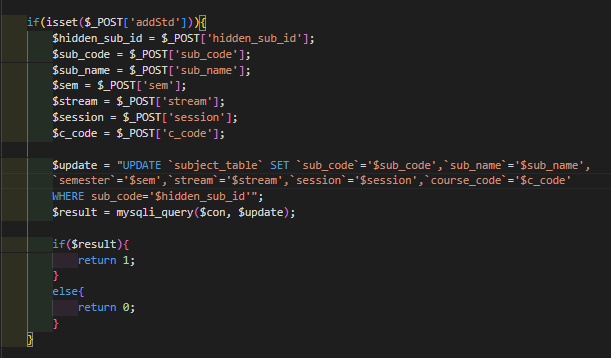 if(isset($_POST['addStd'])){
$hidden_sub_id = $_POST['hidden_sub_id'];
$sub_code = $_POST['sub_code'];
$sub_name = $_POST['sub_name'];
$sem = $_POST['sem'];
$stream = $_POST['stream'];
$session = $_POST['session'];
$c_code = $_POST['c_code'];
$update = "UPDATE `subject_table` SET `sub_code`='$sub_code',`sub_name`='$sub_name',
`semester`='$sem',`stream`='$stream',`session`='$session',`course_code`='$c_code'
WHERE sub_code='$hidden_sub_id'";
$result = mysqli_query($con, $update);
if($result){
return 1;
}
else{
return 0;
}
}